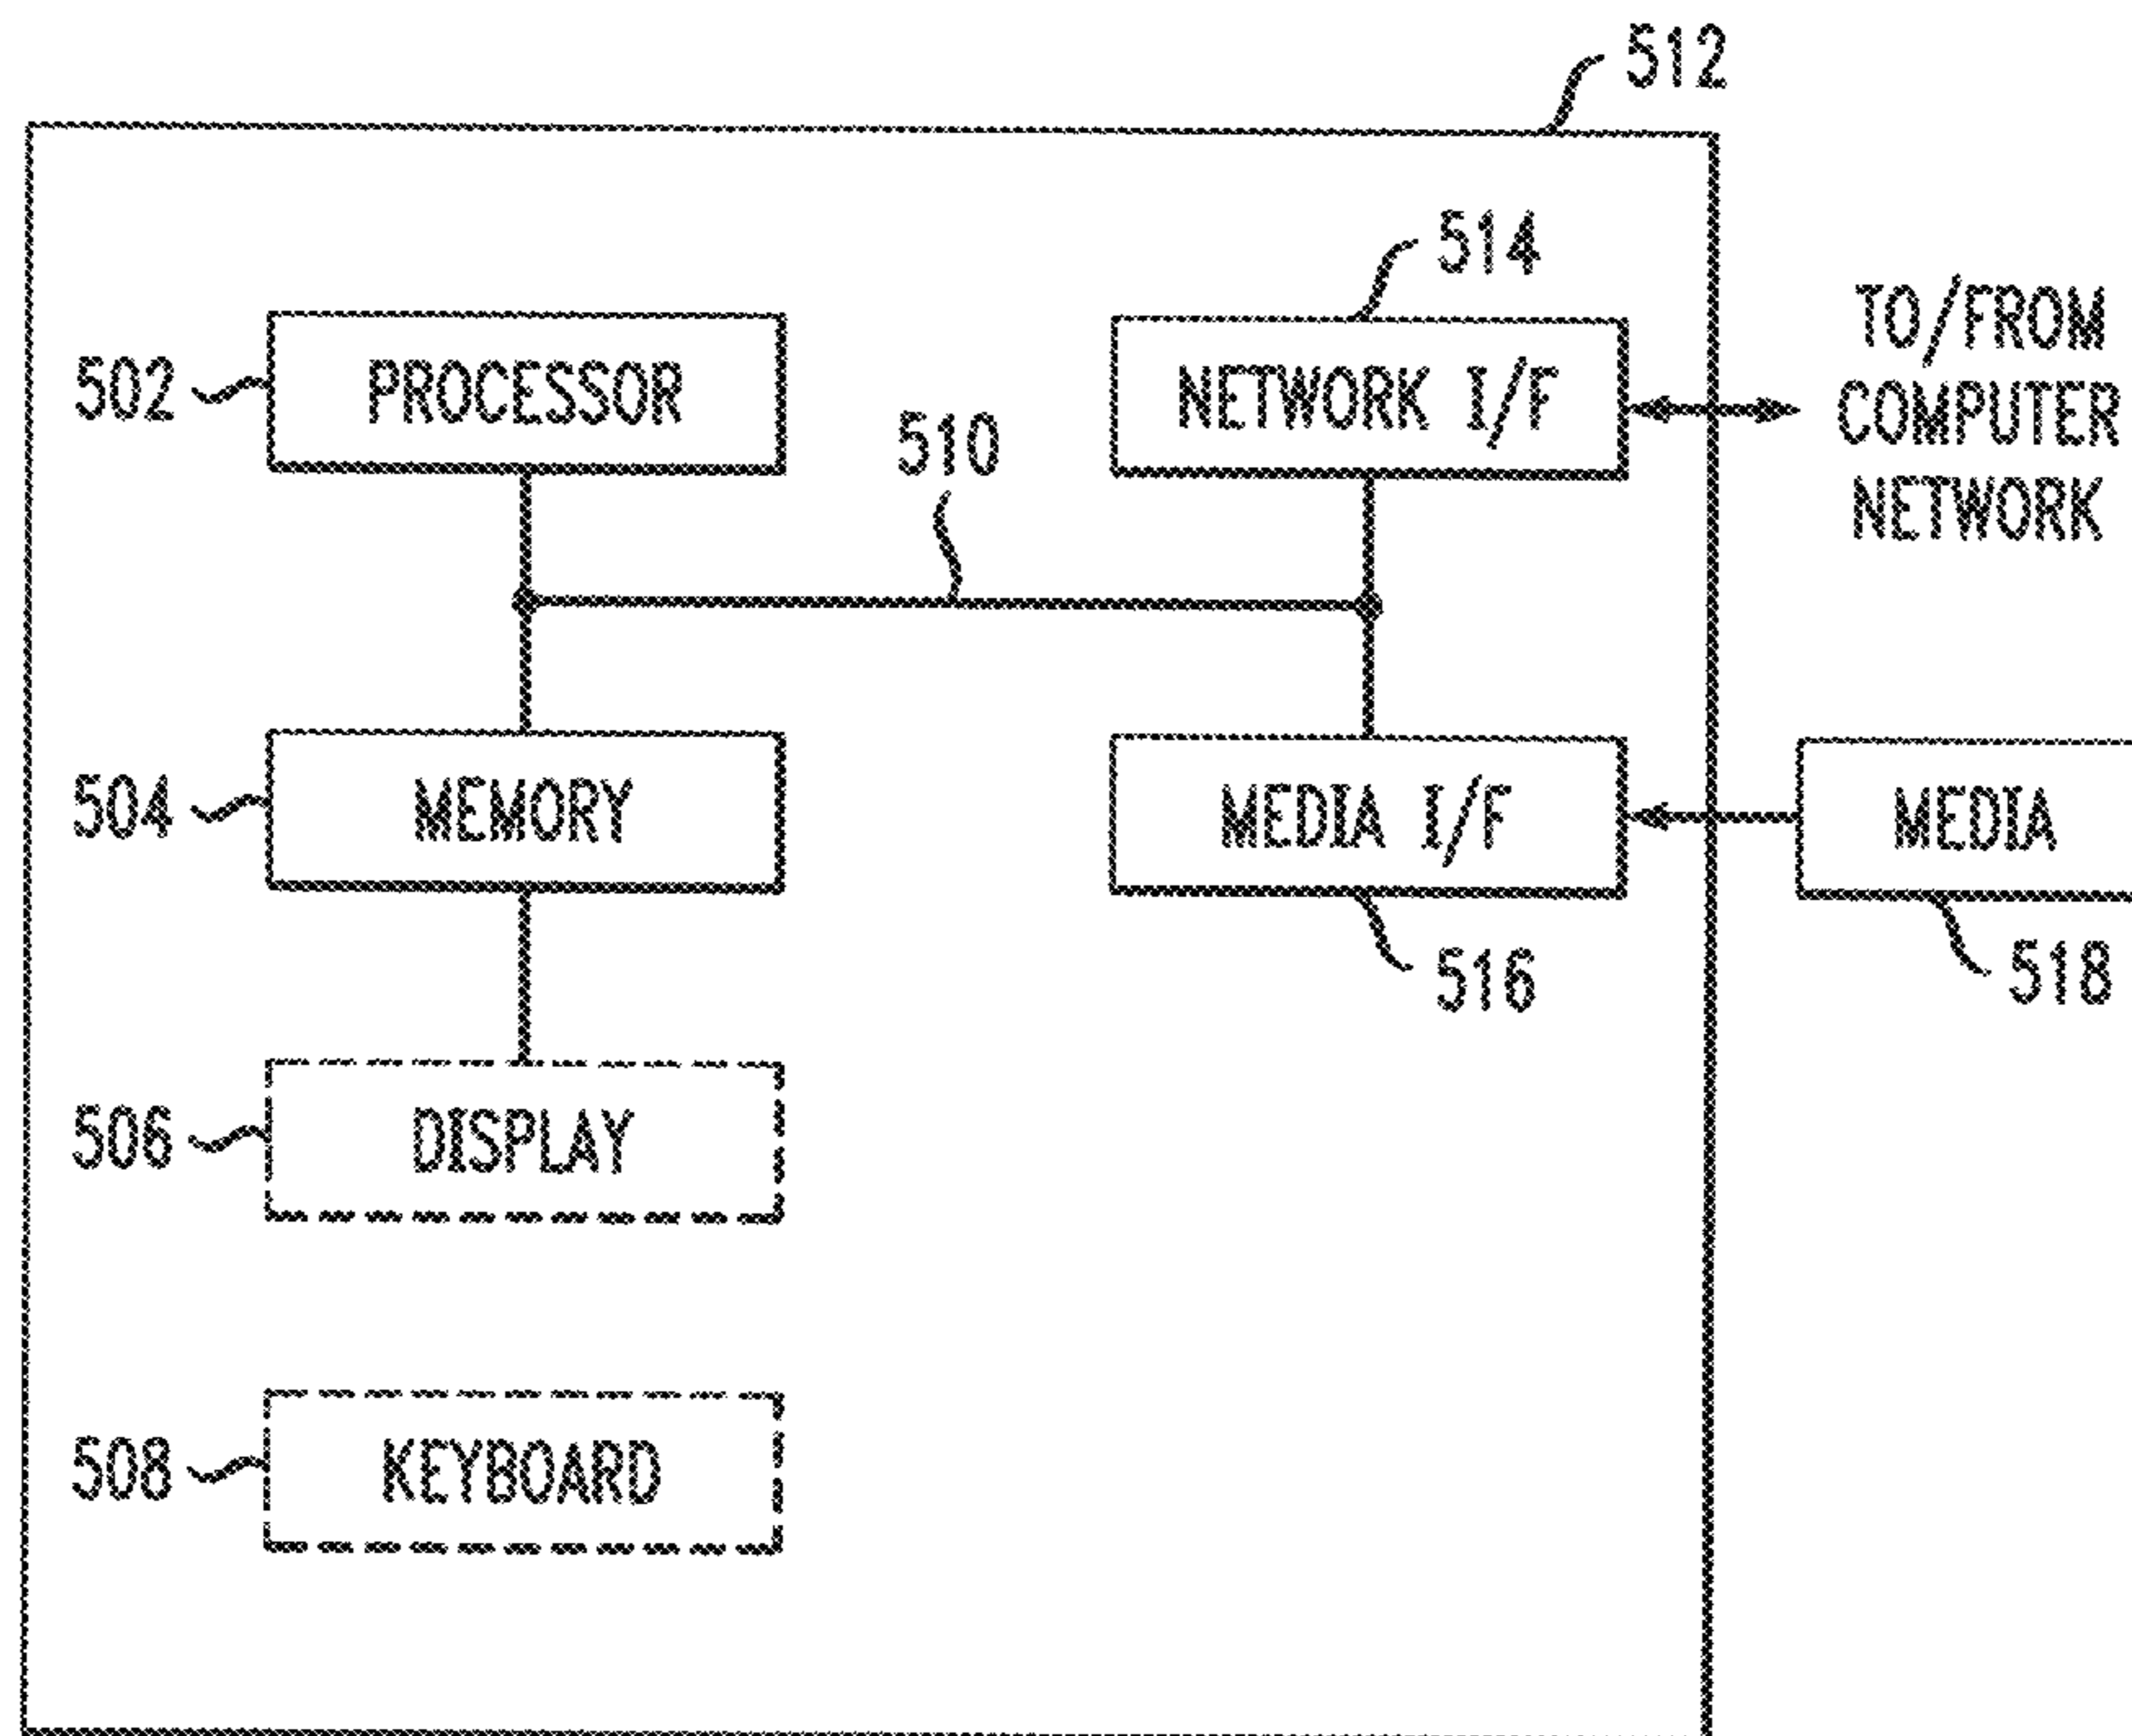 512
514
502
PROCESSOR
510
NETWORK I/F
TO/FROM
COMPUTER
NETWORK
504
MEMORY
MEDIA I/F
MEDIA
516
518
506
DISPLAY
508
KEYBOARD